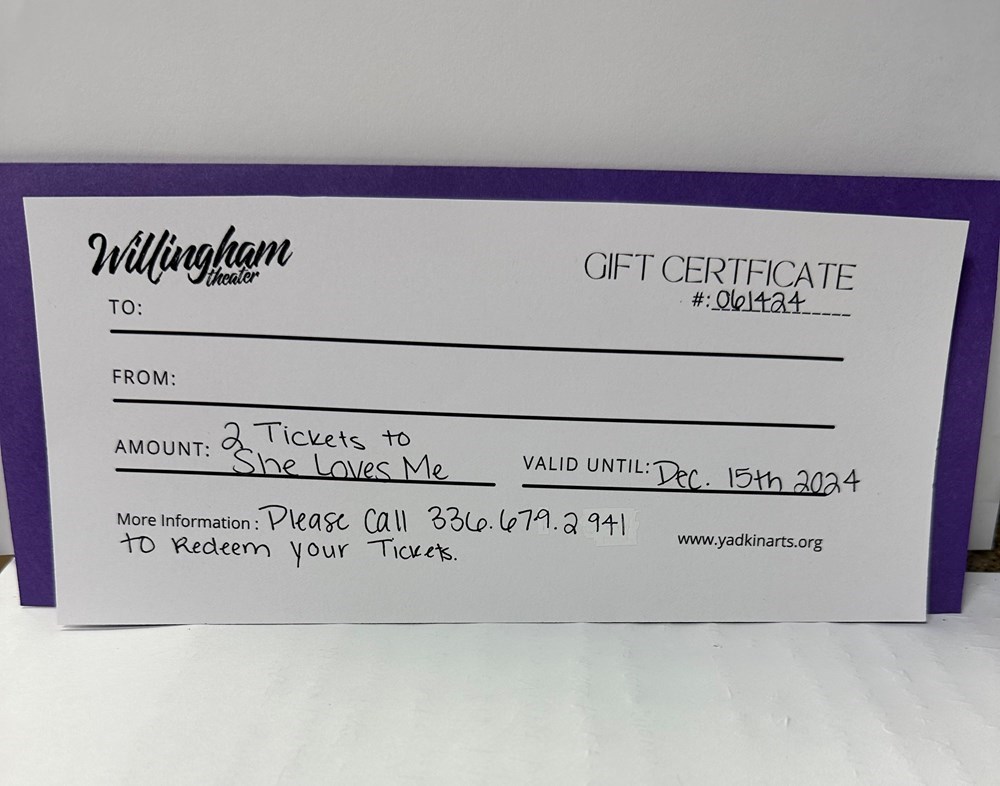 Willingham
theater
GIFT CERTFICATE
#: 061424
TO:
FROM:
AMOUNT: 2 Tickets to
She Loves Me
VALID UNTIL: Dec. 15th 2024
More Information: Please Call 336.679.2941
to Redeem your Tickets.
www.yadkinarts.org